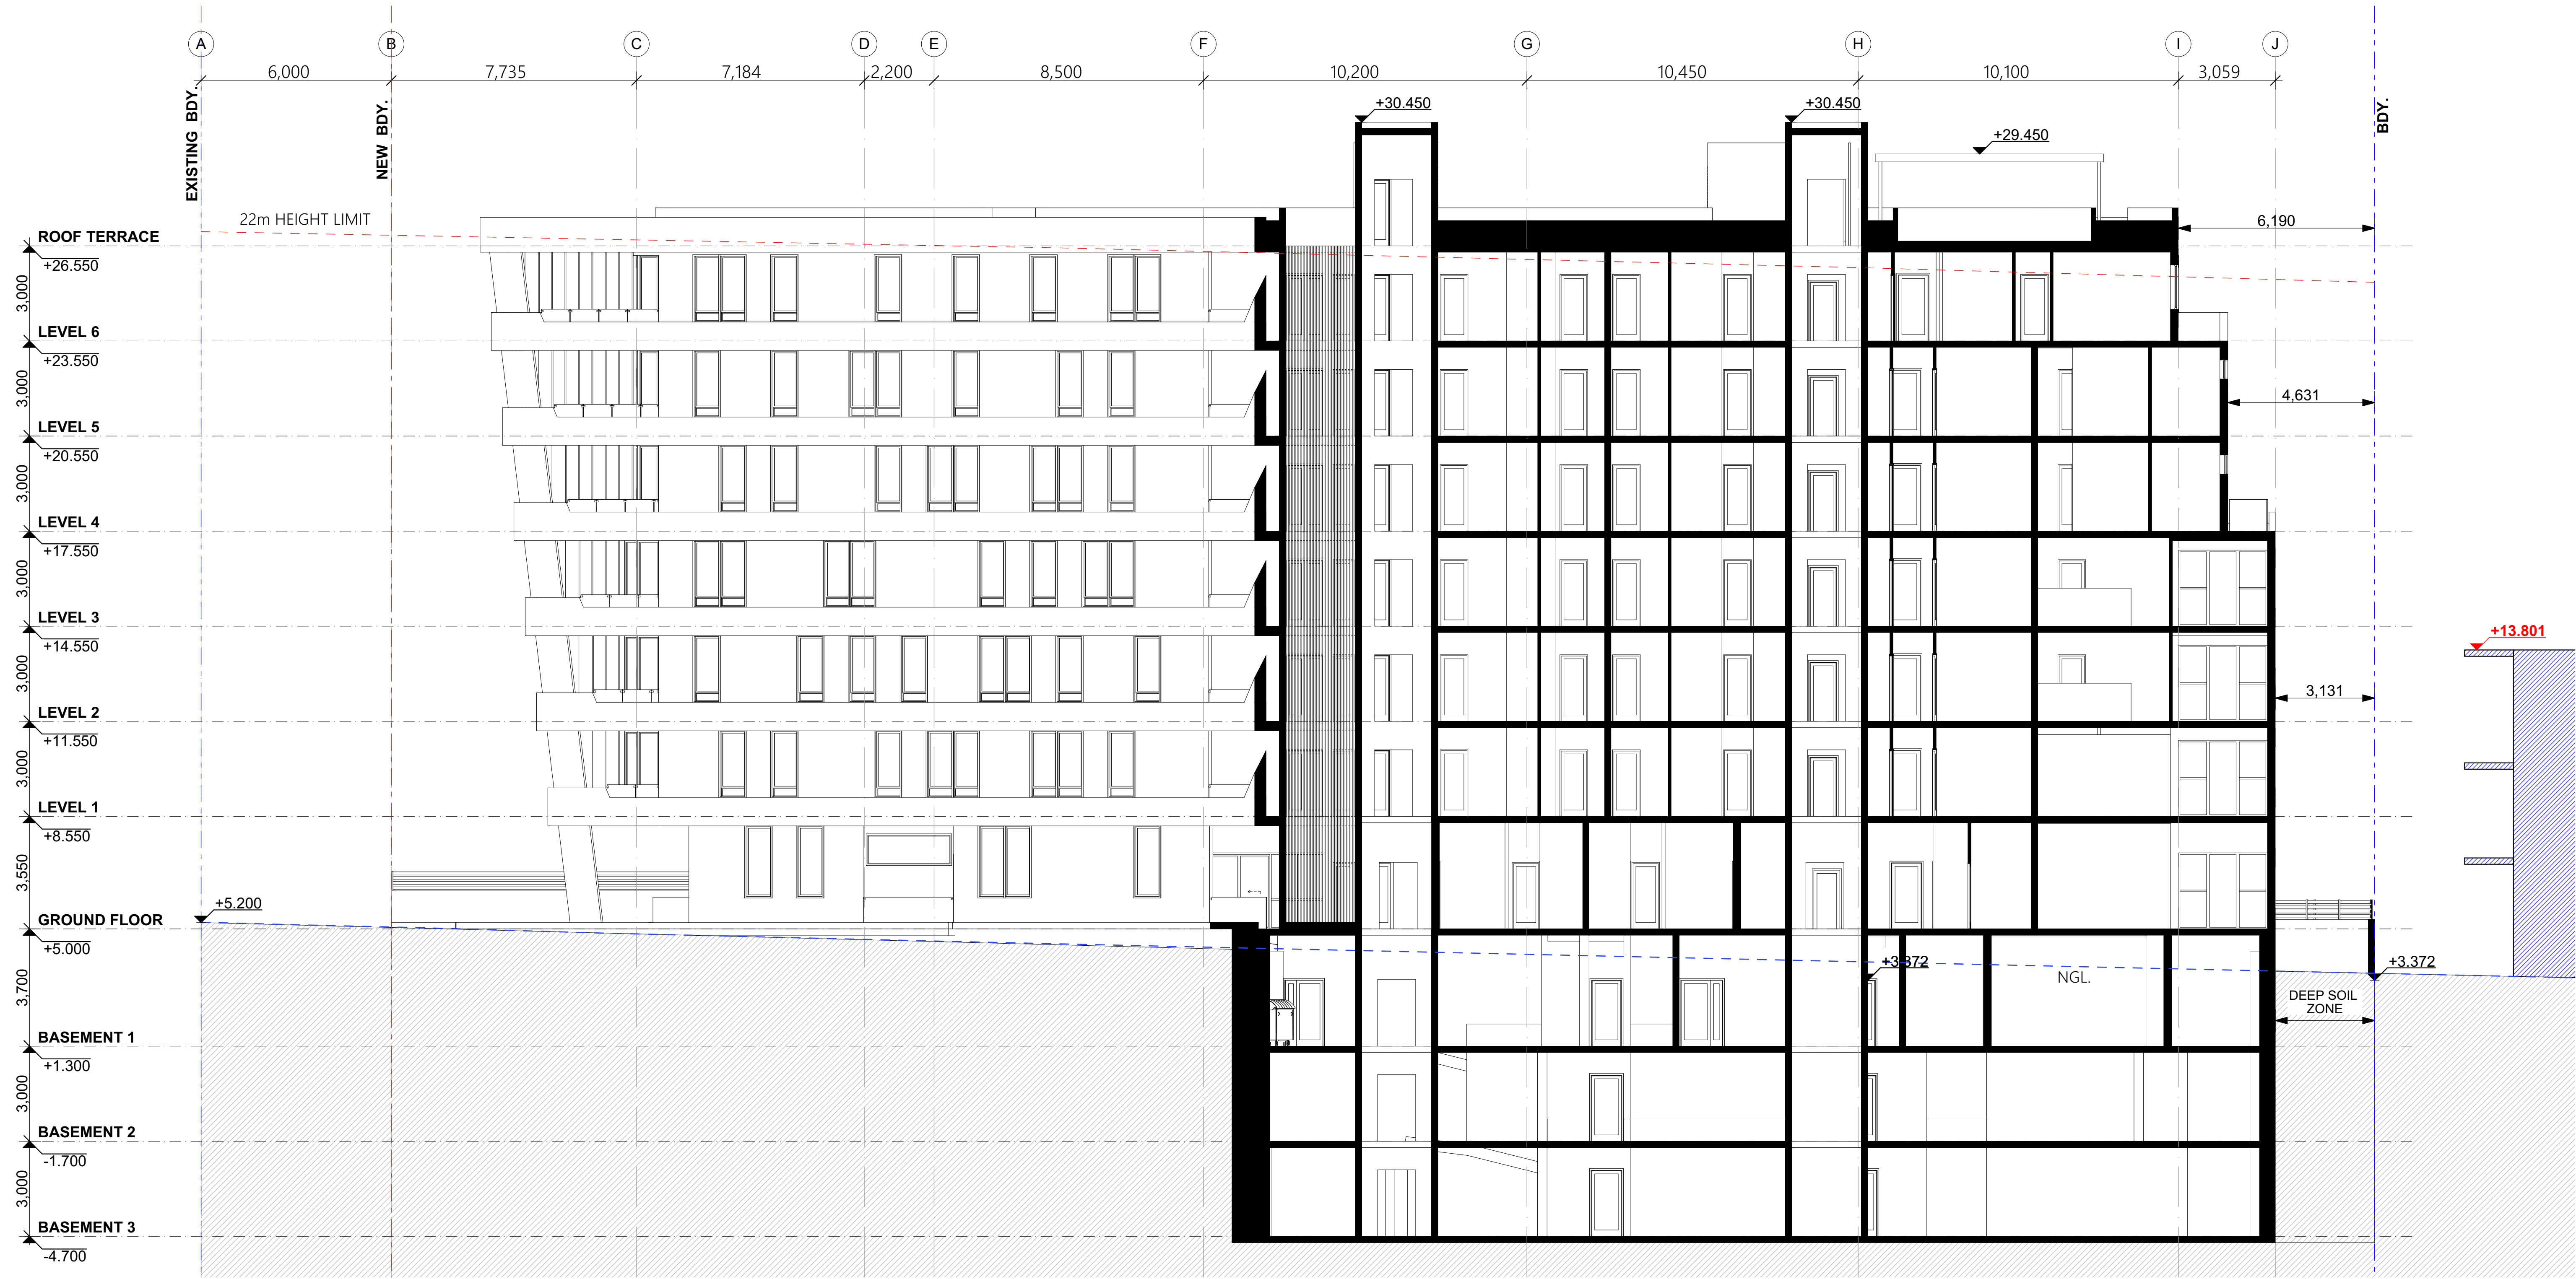 A B C D E F G H I J
6,000 7,735 7,184 2,200 8,500 10,200 10,450 10,100 3,059
EXISTING BDY.
NEW BDY.
BDY.
+30.450
+30.450
+29.450
22m HEIGHT LIMIT
6,190
ROOF TERRACE
+26.550
3,000
LEVEL 6
+23.550
3,000
4,631
LEVEL 5
+20.550
3,000
LEVEL 4
+17.550
3,000
LEVEL 3
+14.550
+13.801
3,000
3,131
LEVEL 2
+11.550
3,000
LEVEL 1
+8.550
3,550
+5.200
GROUND FLOOR
+5.000
+3.372
+3.372
NGL.
3,700
DEEP SOIL
ZONE
BASEMENT 1
+1.300
3,000
BASEMENT 2
-1.700
3,000
BASEMENT 3
-4.700